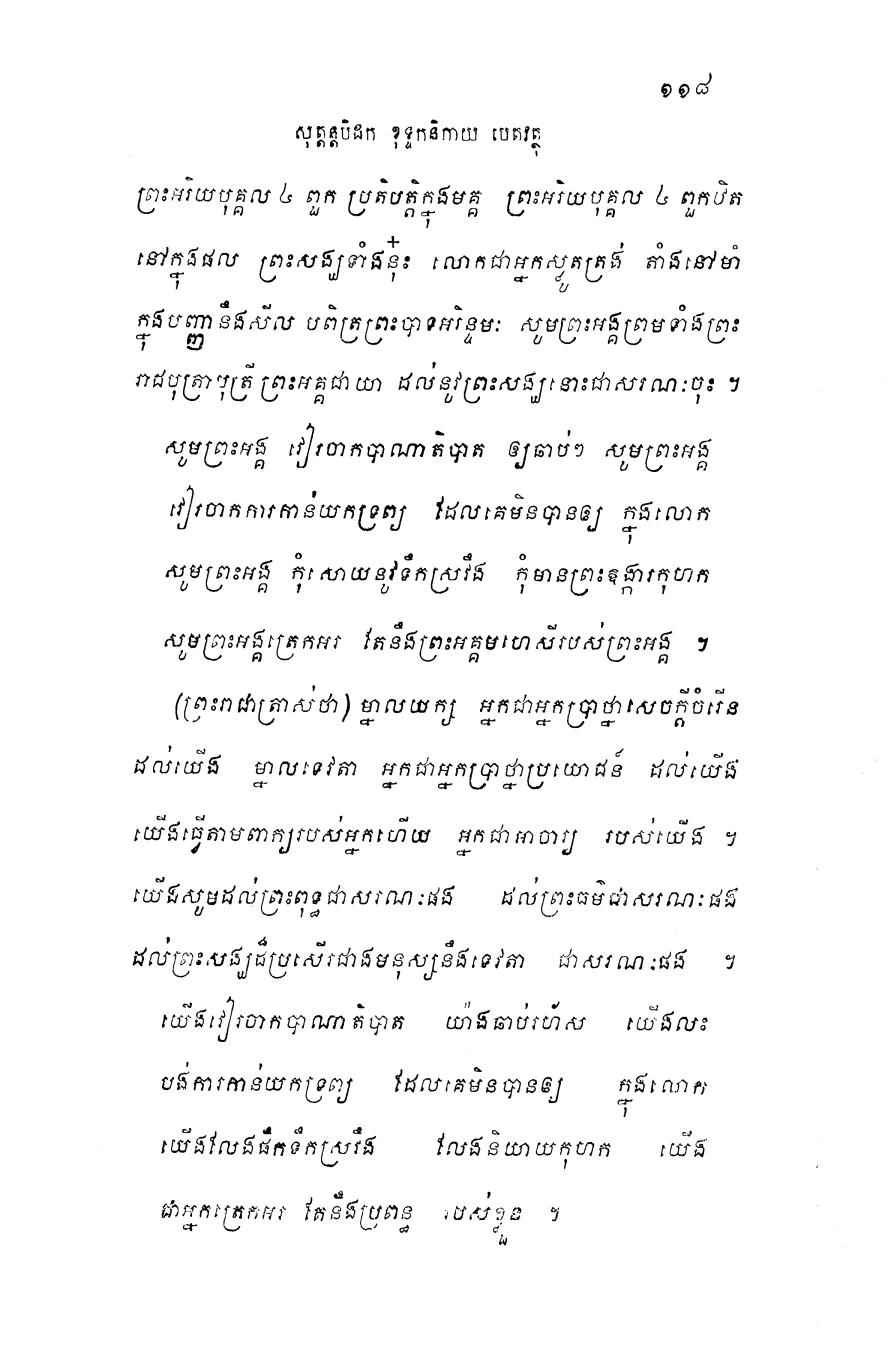 ១១៨
សុត្តន្តបិដក ខុទ្ទកនិកាយ បេតវត្ថុ
ព្រះអរិយបុគ្គល ៤ ពួក ប្រតិបត្តិក្នុងមគ្គ ព្រះអរិយបុគ្គល ៤ ពួកឋិត
នៅក្នុងផល ព្រះសង្ឃទាំងនុ៎ះ លោកជាអ្នកស្លូតត្រង់ តាំងនៅមាំ
ក្នុងបញ្ញានឹងសីល បពិត្រព្រះបាទអរិន្ទមៈ សូមព្រះអង្គព្រមទាំងព្រះ
រាជបុត្រាបុត្រី ព្រះអគ្គជាយា ដល់នូវព្រះសង្ឃនោះជាសរណៈចុះ ។
សូមព្រះអង្គ វៀរចាកបាណាតិបាត ឲ្យឆាប់ៗ សូមព្រះអង្គ
វៀរចាកការកាន់យកទ្រព្យ ដែលគេមិនបានឲ្យ ក្នុងលោក
សូមព្រះអង្គ កុំសោយនូវទឹកស្រវឹង កុំមានព្រះឱង្ការកុហក
សូមព្រះអង្គត្រេកអរ តែនឹងព្រះអគ្គមហេសីរបស់ព្រះអង្គ ។
(ព្រះរាជាត្រាស់ថា) ម្នាលយក្ស អ្នកជាអ្នកប្រាថ្នាសេចក្តីចំរើន
ដល់យើង ម្នាលទេវតា អ្នកជាអ្នកប្រាថ្នាប្រយោជន៍ ដល់យើង
យើងធ្វើតាមពាក្យរបស់អ្នកហើយ អ្នកជាអាចារ្យ របស់យើង ។
យើងសូមដល់ព្រះពុទ្ធជាសរណៈផង ដល់ព្រះធម៌ជាសរណៈផង
ដល់ព្រះសង្ឃដ៏ប្រសើរជាងមនុស្សនឹងទេវតា ជាសរណៈផង ។
យើងវៀរចាកបាណាតិបាត យ៉ាងឆាប់រហ័ស យើងលះ
បង់ការកាន់យកទ្រព្យ ដែលគេមិនបានឲ្យ ក្នុងលោក
យើងលែងផឹកទឹកស្រវឹង លែងនិយាយកុហក យើង
ជាអ្នកត្រេកអរ តែនឹងប្រពន្ធ របស់ខ្លួន ។